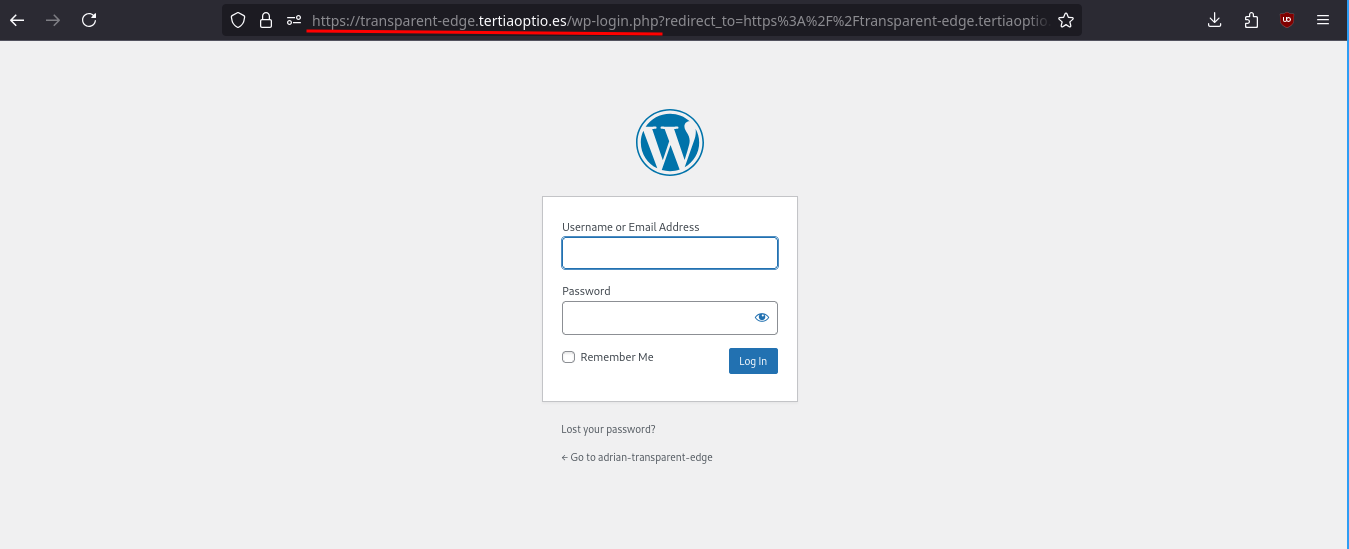 https://transparent-edge.tertiaoptio.es/wp-login.php?redirect_to=https%3A%2F%2Ftransparent-edge.tertiaoptio
Username or Email Address
Password
Remember Me
Log In
Lost your password?
← Go to adrian-transparent-edge